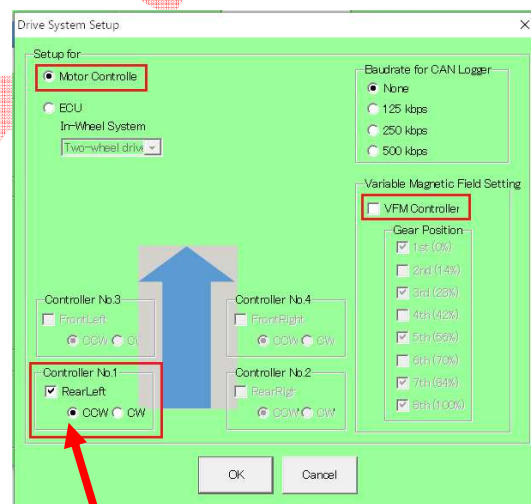 Drive System Setup
Setup for
Motor Controlle
ECU
In-Wheel System
Two-wheel driv
Baudrate for CAN Logger
None
125 kbps
250 kbps
500 kbps
Variable Magnetic Field Setting
VFM Controller
Gear Position
1st (0%)
2nd (14%)
3rd (28%)
4th (42%)
5th (56%)
6th (70%)
7th (84%)
8th (100%)
Controller No.3
FrontLeft
CCW
Controller No.4
FrontRight
CCW CW
Controller No.1
RearLeft
CCW CW
Controller No.2
RearRigh
CCW CW
OK
Cancel